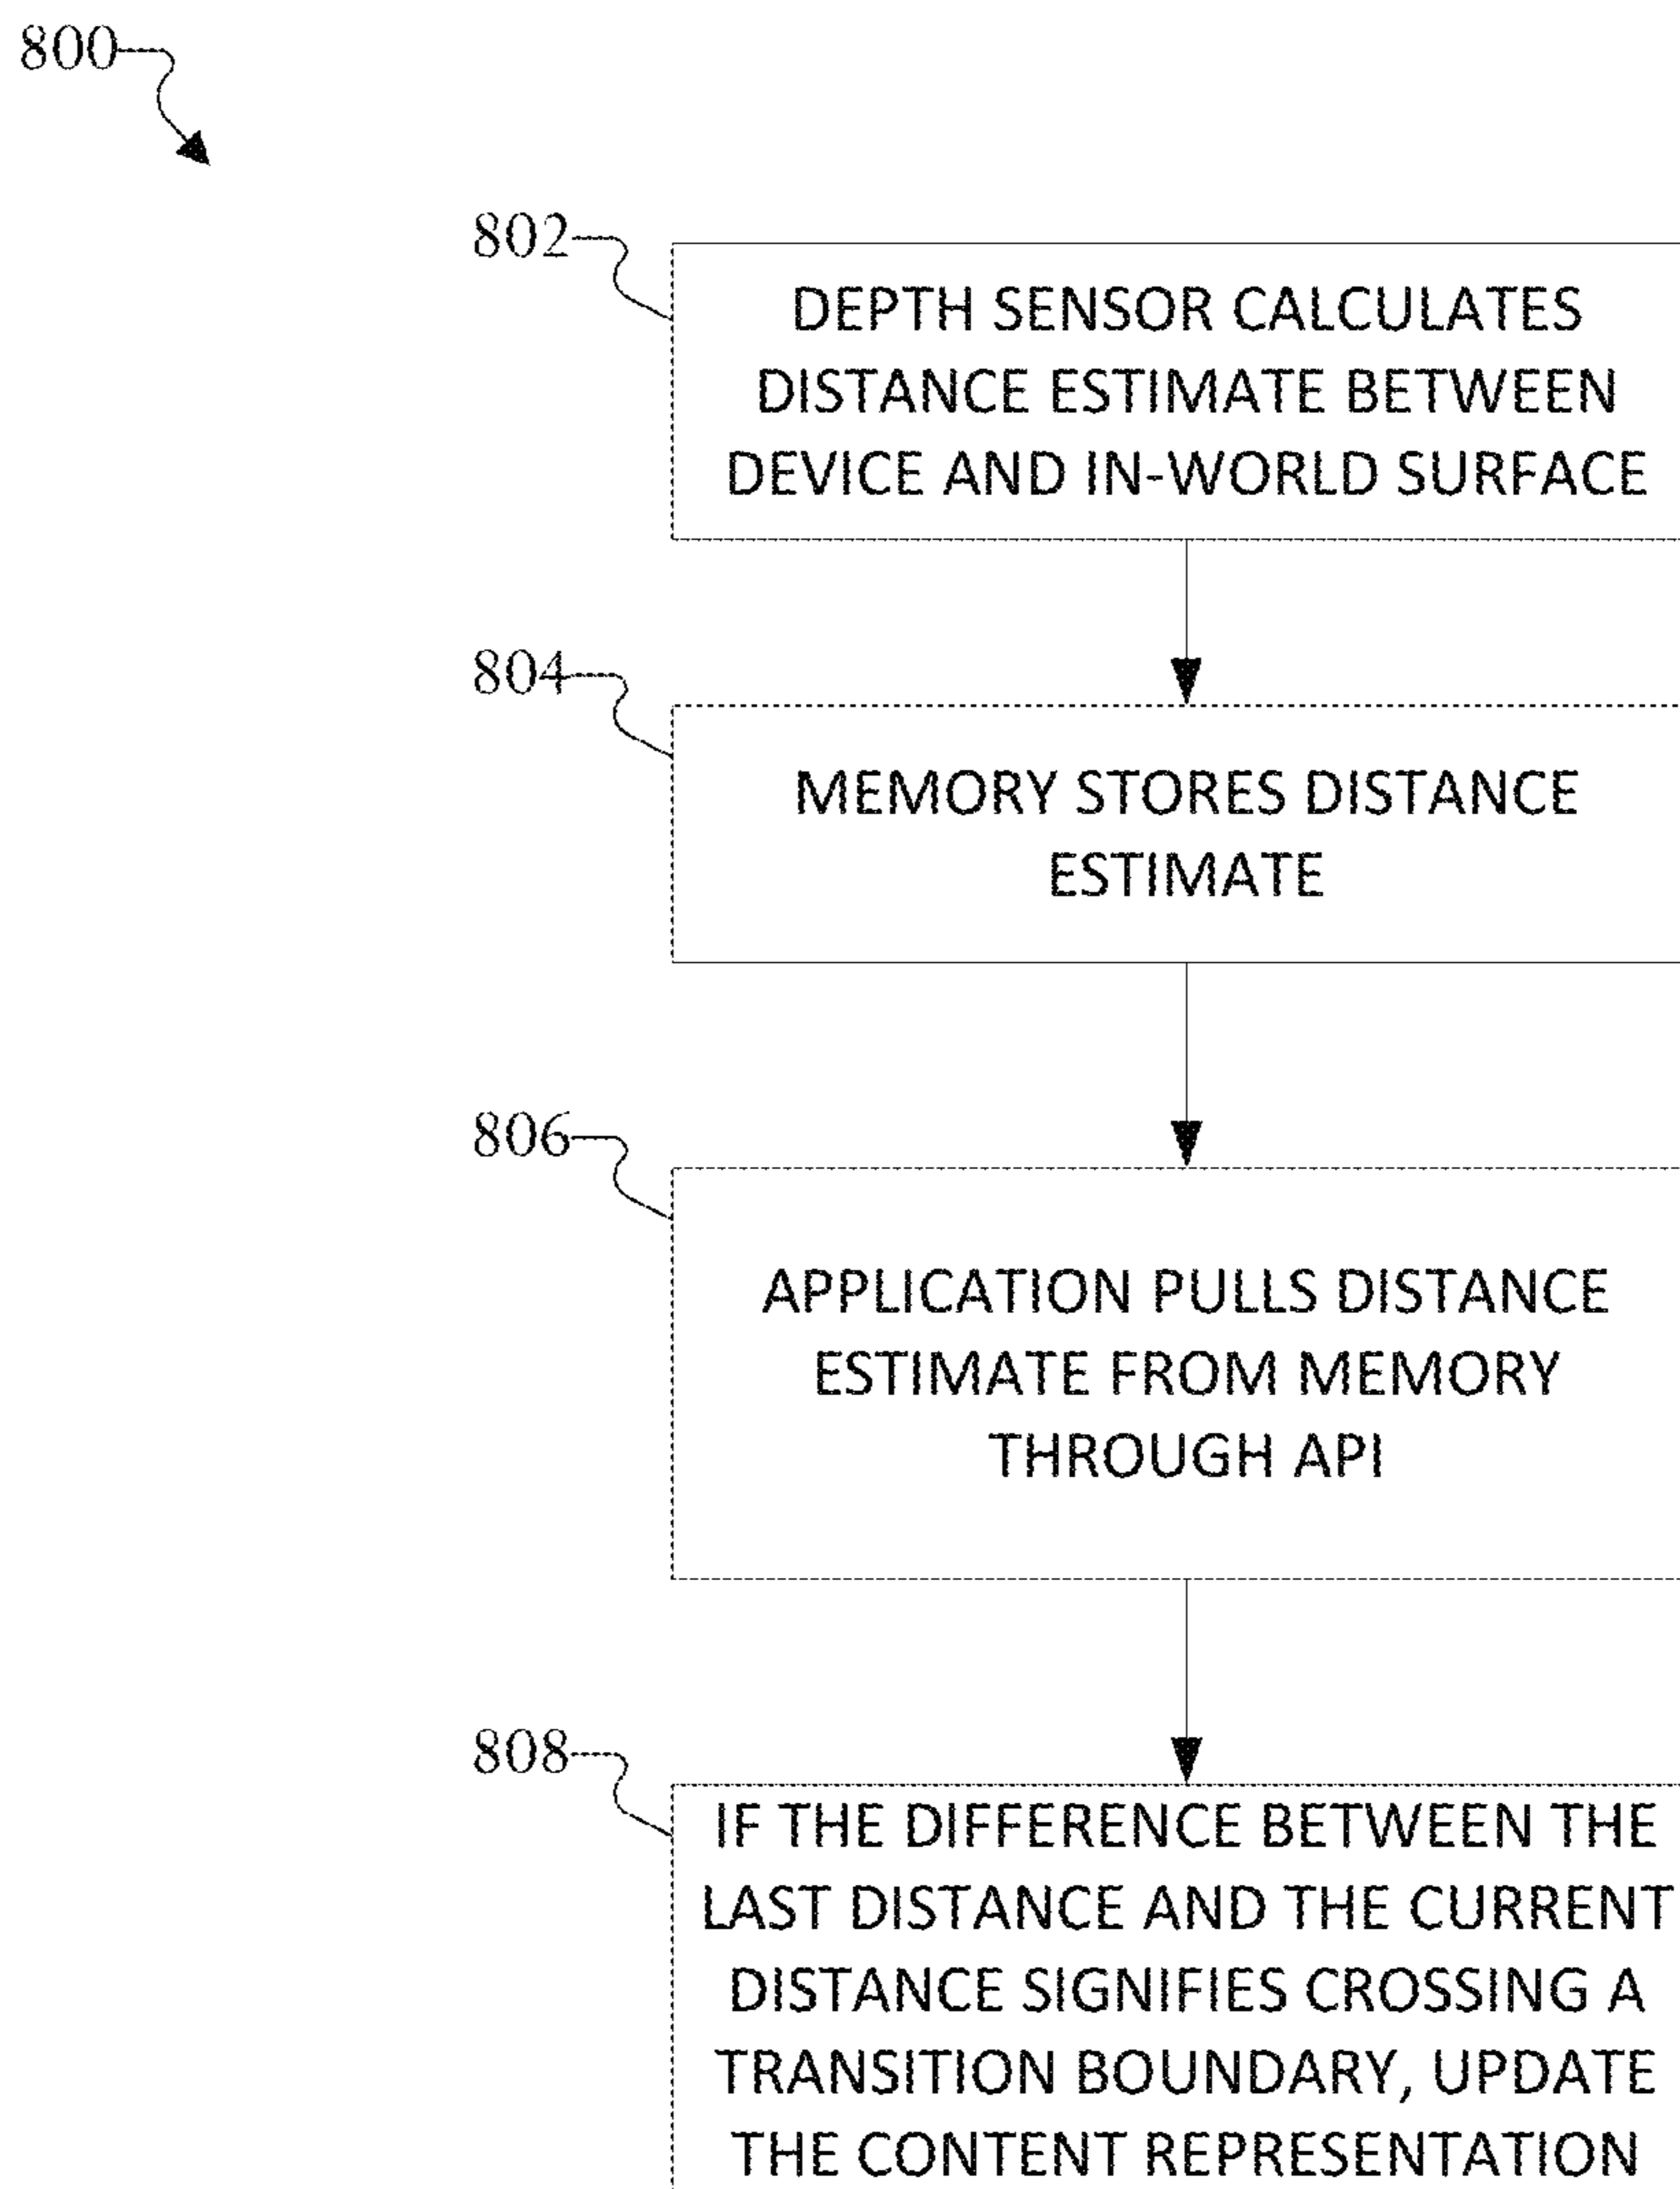 800
802
DEPTH SENSOR CALCULATES
DISTANCE ESTIMATE BETWEEN
DEVICE AND IN-WORLD SURFACE
804
MEMORY STORES DISTANCE
ESTIMATE
806
APPLICATION PULLS DISTANCE
ESTIMATE FROM MEMORY
THROUGH API
808
IF THE DIFFERENCE BETWEEN THE
LAST DISTANCE AND THE CURRENT
DISTANCE SIGNIFIES CROSSING A
TRANSITION BOUNDARY, UPDATE
THE CONTENT REPRESENTATION